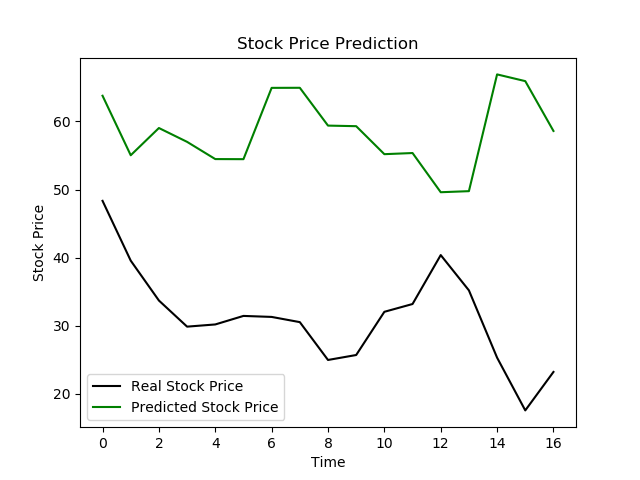 Stock Price Prediction
60
50
40
30
20
Stock Price
Real Stock Price
Predicted Stock Price
0 2 4 6 8 10 12 14 16
Time